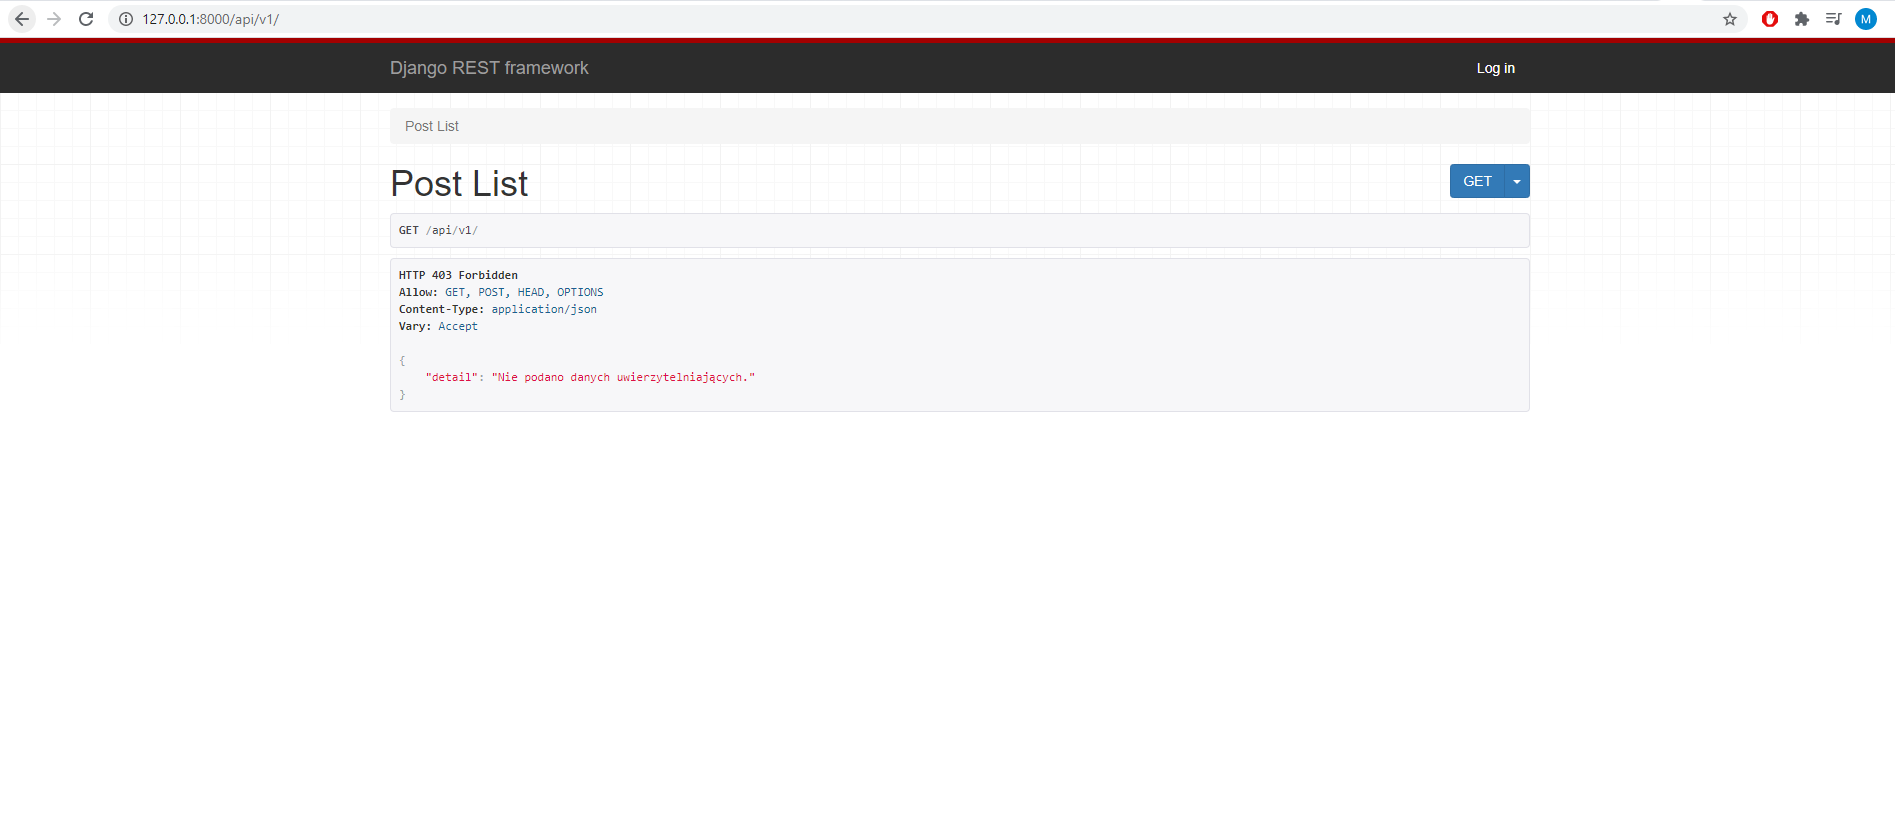 127.0.0.1:8000/api/v1/
M
Django REST framework
Log in
Post List
Post List
GET
GET /api/v1/
HTTP 403 Forbidden
Allow: GET, POST, HEAD, OPTIONS
Content-Type: application/json
Vary: Accept
{
"detail": "Nie podano danych uwierzytelniających."
}